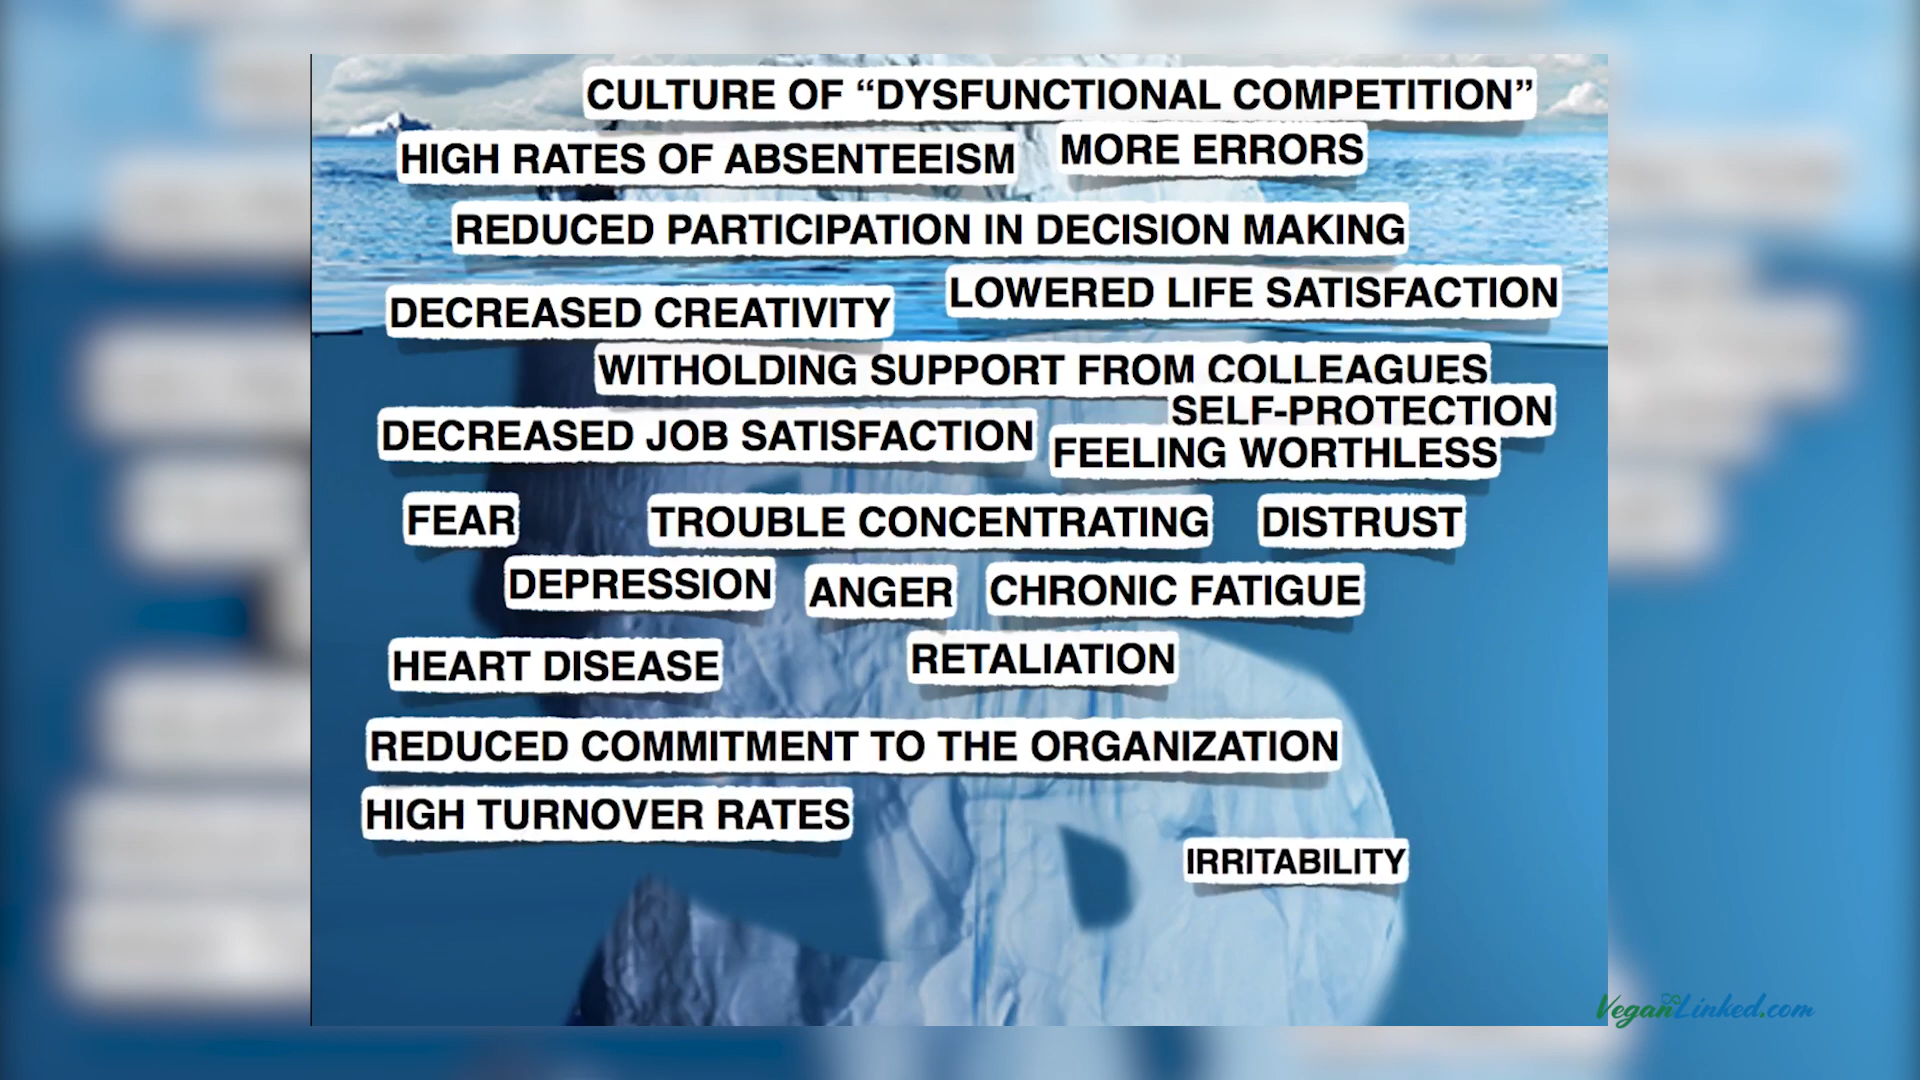 CULTURE OF “DYSFUNCTIONAL COMPETITION”
HIGH RATES OF ABSENTEEISM
MORE ERRORS
REDUCED PARTICIPATION IN DECISION MAKING
LOWERED LIFE SATISFACTION
DECREASED CREATIVITY
WITHOLDING SUPPORT FROM COLLEAGUES
SELF-PROTECTION
DECREASED JOB SATISFACTION
FEELING WORTHLESS
FEAR
TROUBLE CONCENTRATING
DISTRUST
DEPRESSION
ANGER
CHRONIC FATIGUE
HEART DISEASE
RETALIATION
REDUCED COMMITMENT TO THE ORGANIZATION
HIGH TURNOVER RATES
IRRITABILITY
VeganLinked.com